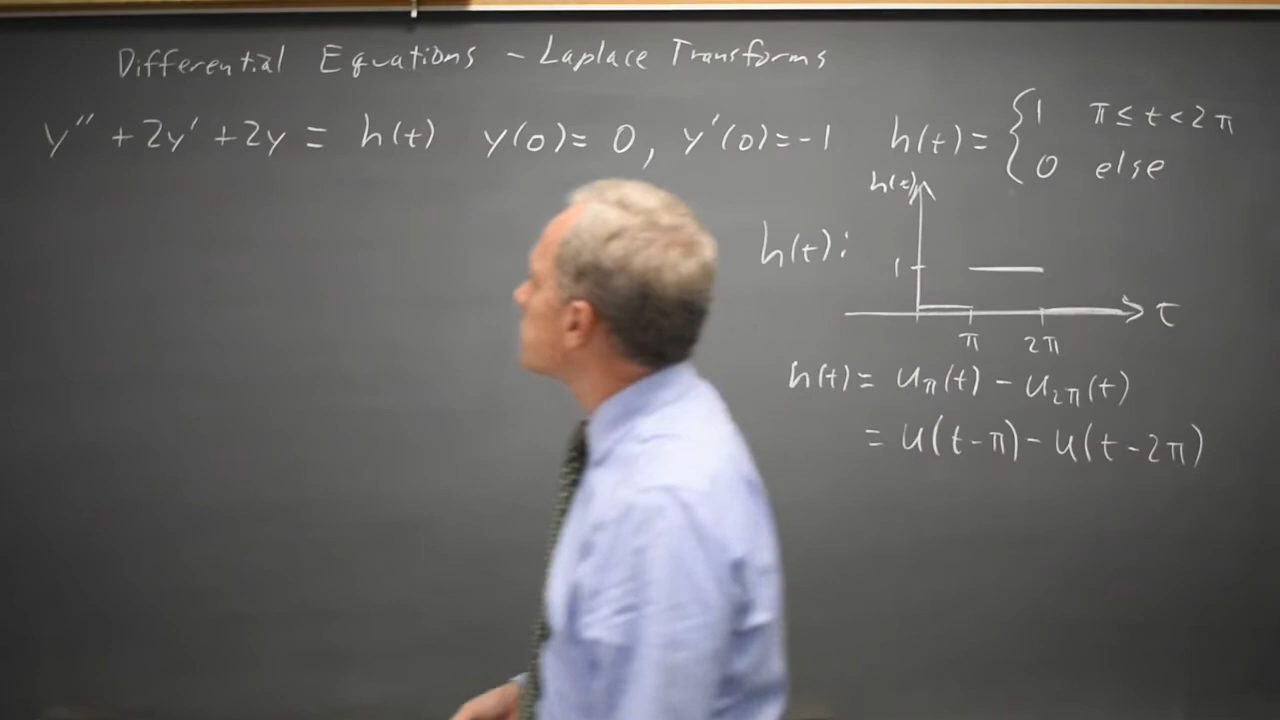 Differential Equations - Laplace Transforms
y'' + 2y' + 2y = h(t) y(0) = 0, y'(0) = -1 h(t) = { 1 π ≤ t < 2π
0 else
h(t)
h(t):
1
t
π 2π
h(t) = u_π(t) - u_2π(t)
= u(t-π) - u(t-2π)